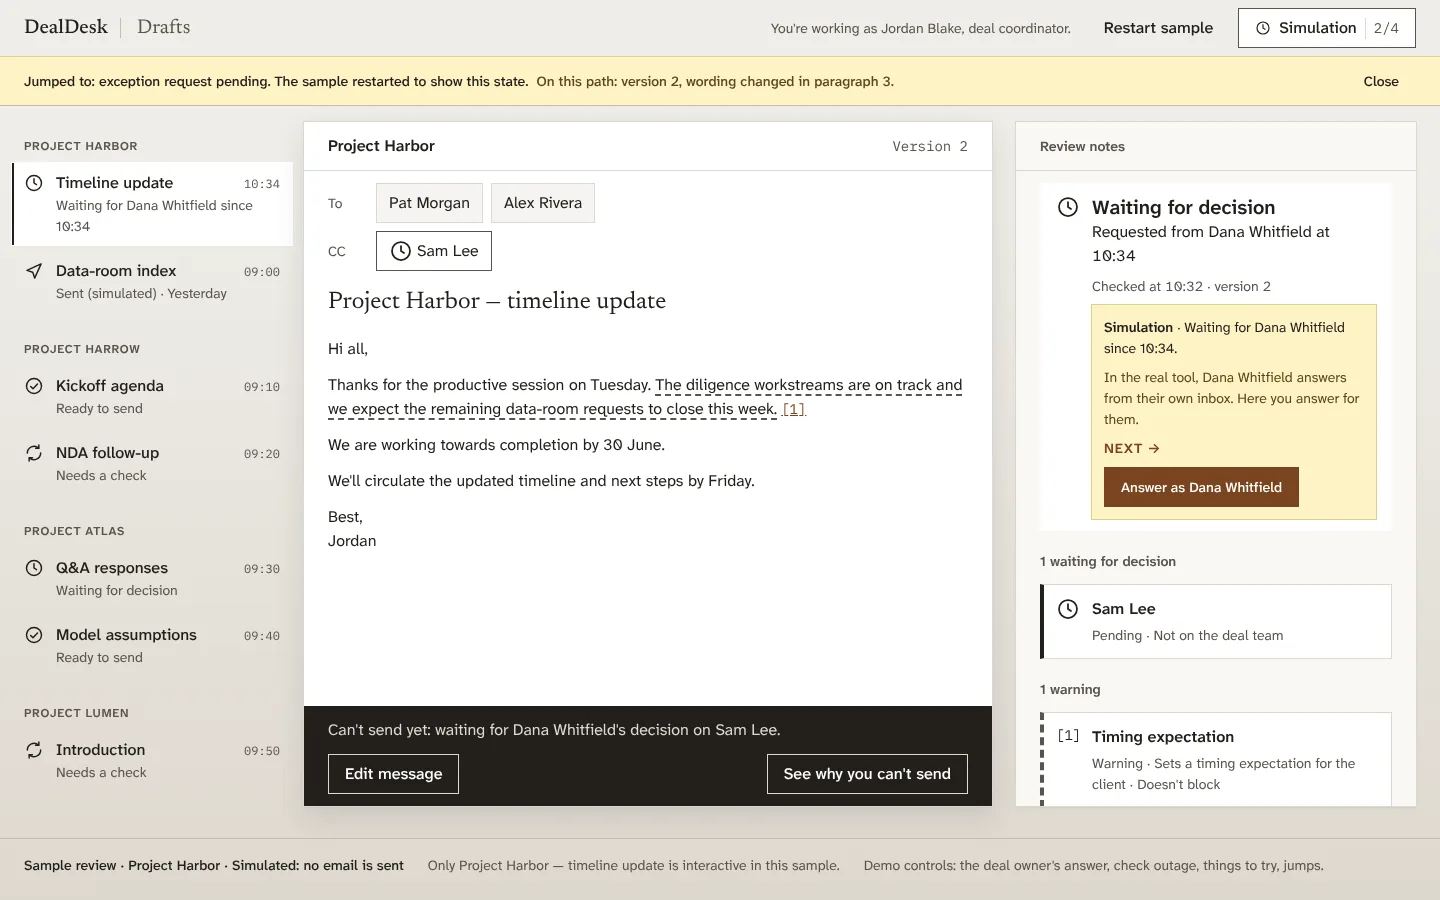 DealDesk
Drafts
You're working as Jordan Blake, deal coordinator.
Restart sample
Simulation 2/4
Jumped to: exception request pending. The sample restarted to show this state. On this path: version 2, wording changed in paragraph 3.
Close
PROJECT HARBOR
Timeline update 10:34
Waiting for Dana Whitfield since
10:34
Data-room index 09:00
Sent (simulated) · Yesterday
PROJECT HARROW
Kickoff agenda 09:10
Ready to send
NDA follow-up 09:20
Needs a check
PROJECT ATLAS
Q&A responses 09:30
Waiting for decision
Model assumptions 09:40
Ready to send
PROJECT LUMEN
Introduction 09:50
Needs a check
Project Harbor
Version 2
To Pat Morgan Alex Rivera
CC Sam Lee
Project Harbor — timeline update
Hi all,
Thanks for the productive session on Tuesday. The diligence workstreams are on track and
we expect the remaining data-room requests to close this week. [1]
We are working towards completion by 30 June.
We'll circulate the updated timeline and next steps by Friday.
Best,
Jordan
Can't send yet: waiting for Dana Whitfield's decision on Sam Lee.
Edit message
See why you can't send
Review notes
Waiting for decision
Requested from Dana Whitfield at
10:34
Checked at 10:32 · version 2
Simulation · Waiting for Dana Whitfield
since 10:34.
In the real tool, Dana Whitfield answers
from their own inbox. Here you answer for
them.
NEXT →
Answer as Dana Whitfield
1 waiting for decision
Sam Lee
Pending · Not on the deal team
1 warning
[1] Timing expectation
Warning · Sets a timing expectation for the
client · Doesn't block
Sample review · Project Harbor · Simulated: no email is sent
Only Project Harbor — timeline update is interactive in this sample.
Demo controls: the deal owner's answer, check outage, things to try, jumps.